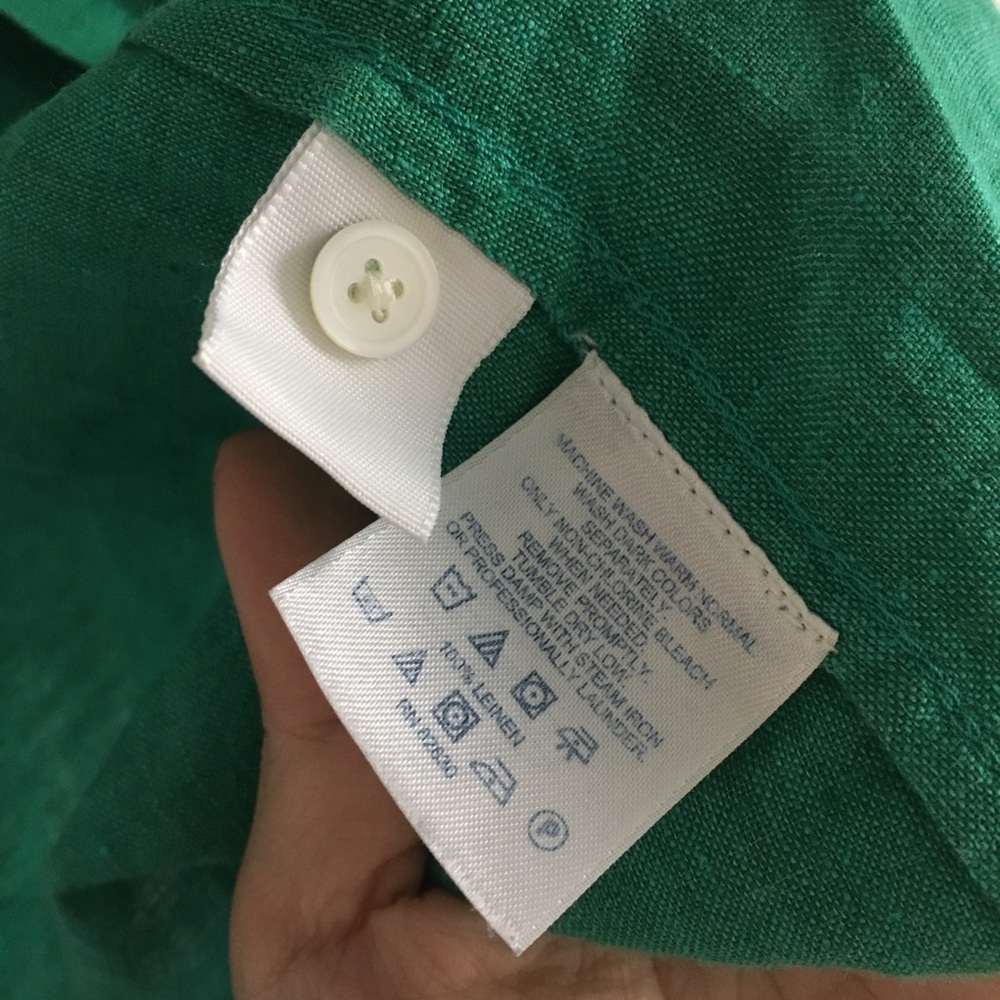 MACHINE WASH WARM NORMAL
WASH DARK COLORS
SEPARATELY
ONLY NON-CHLORINE BLEACH
WHEN NEEDED.
REMOVE PROMPTLY.
TUMBLE DRY LOW.
PRESS DAMP WITH STEAM IRON
OR PROFESSIONALLY LAUNDER.
100% LEINEN
RN
P